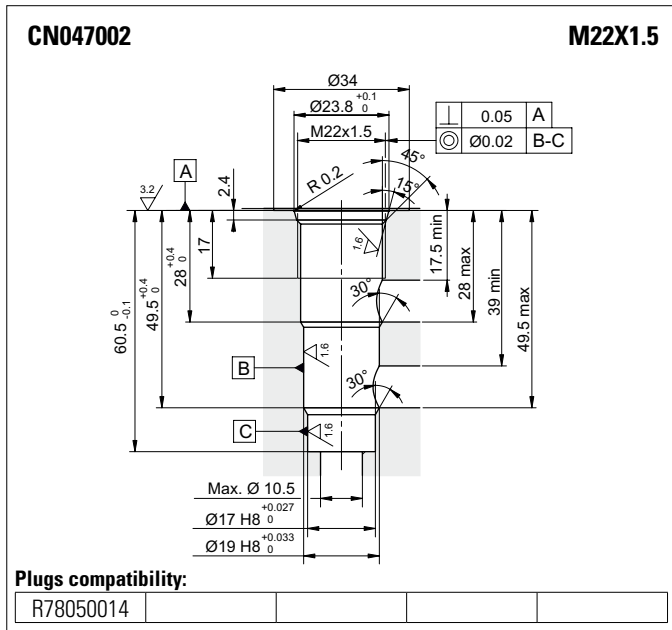 CN047002 M22X1.5
Ø34
Ø23.8 +0.1 0
M22x1.5
⊥ 0.05 A
◎ Ø0.02 B-C
45°
15°
R 0.2
2.4
A
3.2
1.6
17
28 +0.4 0
49.5 +0.4 0
60.5 0 -0.1
17.5 min
28 max
39 min
49.5 max
30°
1.6
B
30°
C
1.6
Max. Ø 10.5
Ø17 H8 +0.027 0
Ø19 H8 +0.033 0
Plugs compatibility:
R78050014